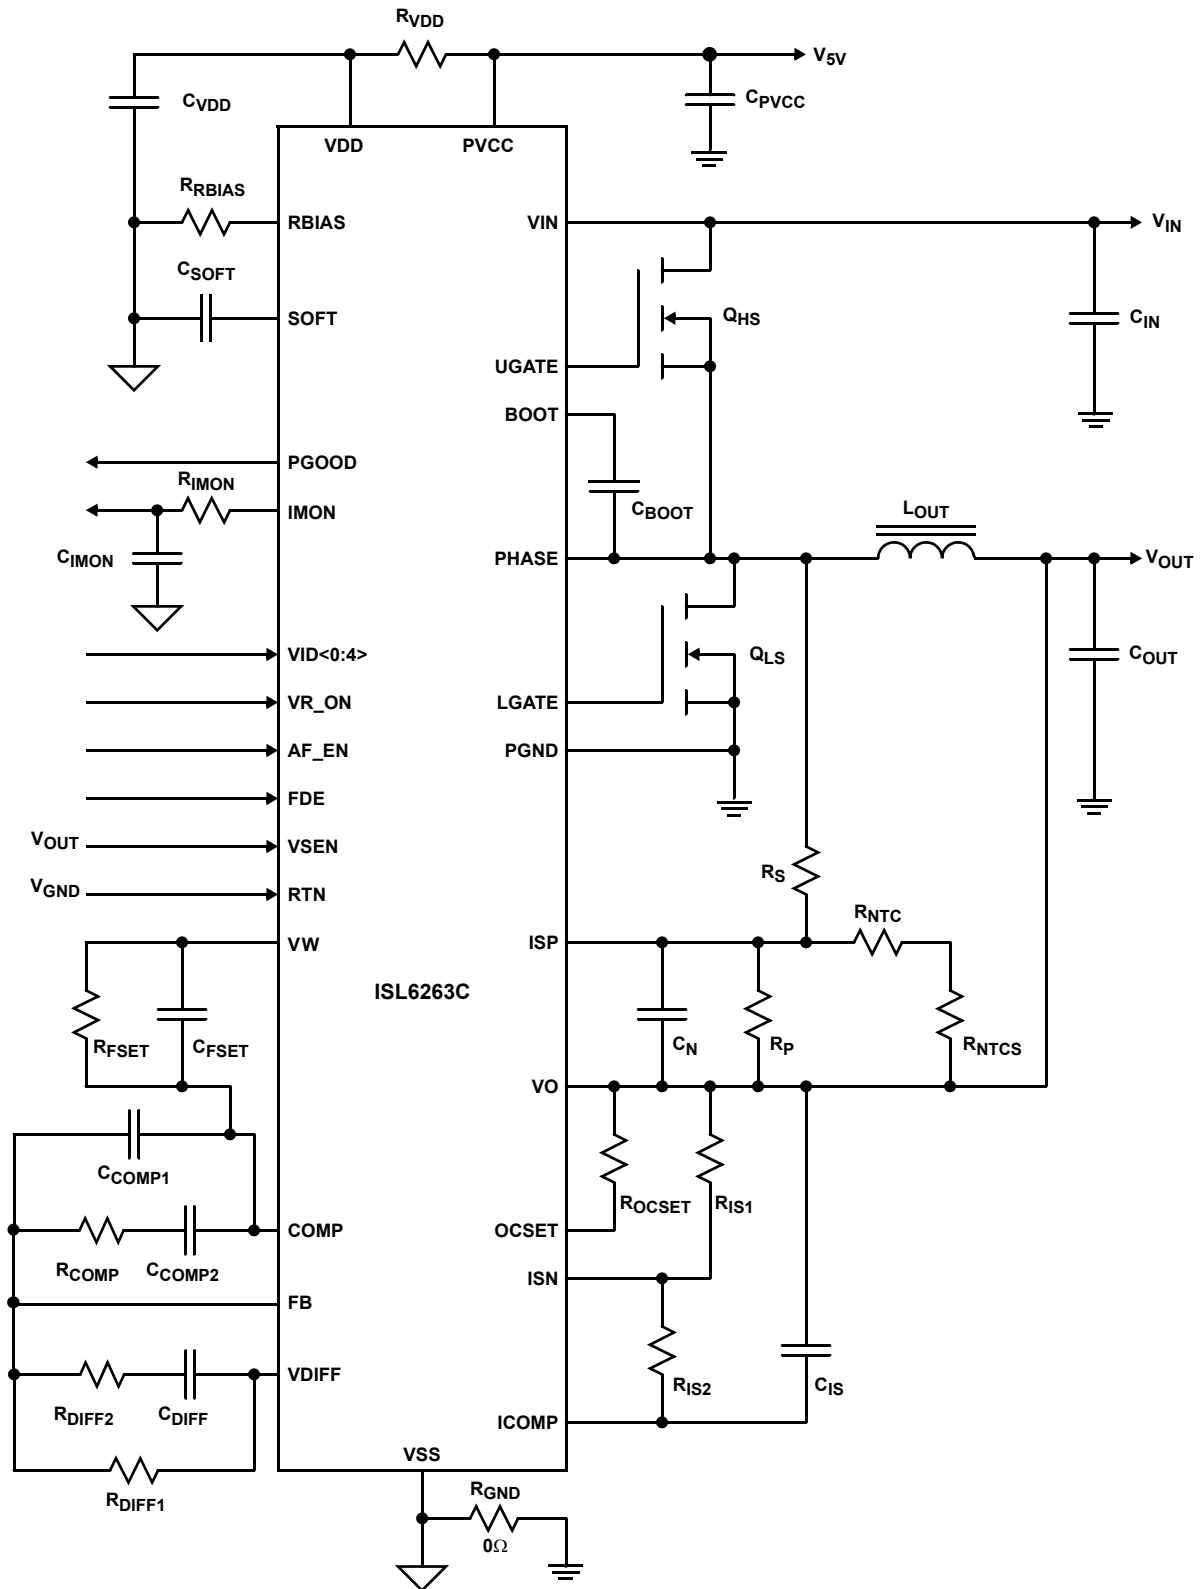 RVDD
V5V
CVDD
CPVCC
VDD
PVCC
RRBIAS
RBIAS
VIN
VIN
CSOFT
SOFT
QHS
CIN
UGATE
BOOT
PGOOD
RIMON
IMON
CBOOT
LOUT
CIMON
PHASE
VOUT
VID<0:4>
QLS
COUT
VR_ON
LGATE
AF_EN
PGND
FDE
VOUT
VSEN
VGND
RTN
RS
RNTC
VW
ISP
ISL6263C
RFSET
CFSET
CN
RP
RNTCS
VO
CCOMP1
ROCSET
RIS1
COMP
OCSET
RCOMP
CCOMP2
ISN
FB
VDIFF
RIS2
CIS
RDIFF2
CDIFF
ICOMP
VSS
RDIFF1
RGND
0Ω